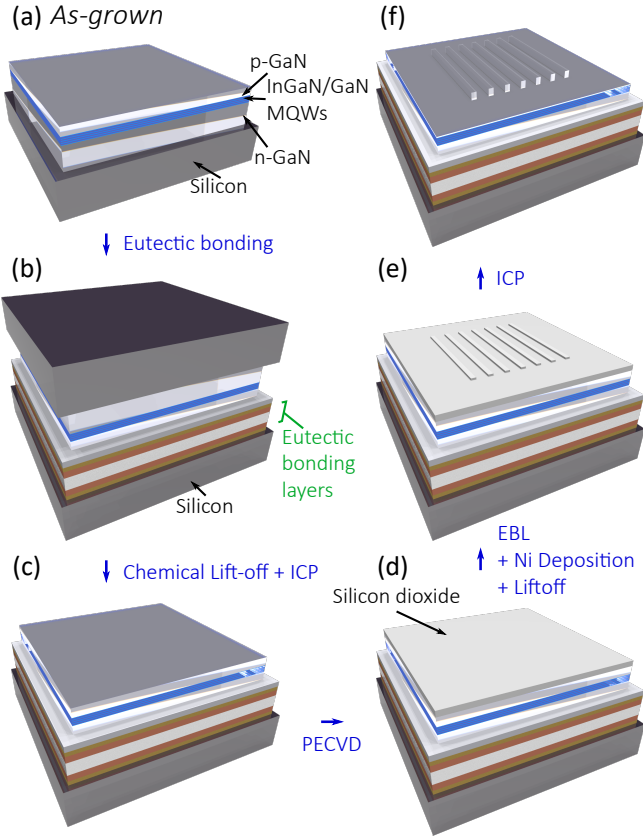 (a) As-grown
p-GaN
InGaN/GaN
MQWs
n-GaN
Silicon
Eutectic bonding
(b)
Eutectic
bonding
layers
Silicon
Chemical Lift-off + ICP
(c)
PECVD
(d)
Silicon dioxide
EBL
+ Ni Deposition
+ Liftoff
(e)
ICP
(f)